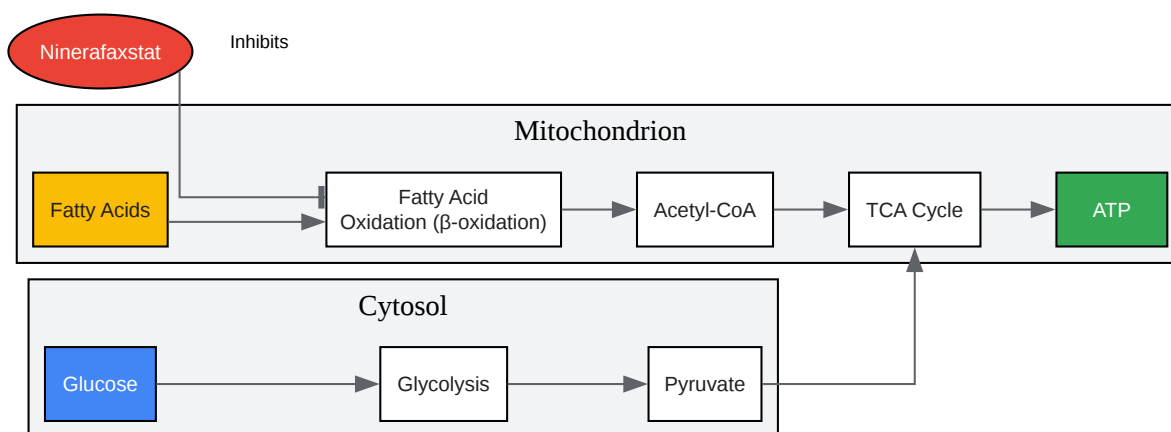 Ninerafaxstat
Inhibits
Mitochondrion
Fatty Acids
Fatty Acid
Oxidation (β-oxidation)
Acetyl-CoA
TCA Cycle
ATP
Cytosol
Glucose
Glycolysis
Pyruvate